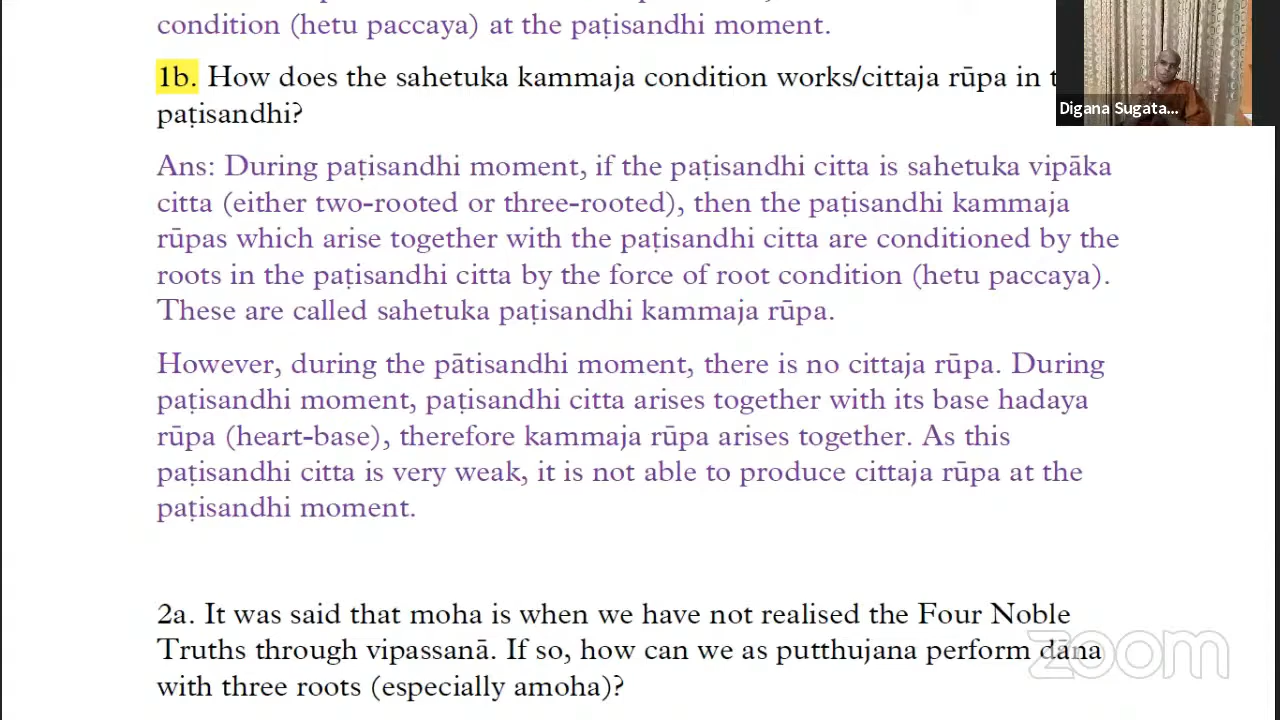 condition (hetu paccaya) at the paṭisandhi moment.
1b. How does the sahetuka kammaja condition works/cittaja rūpa in t
paṭisandhi?
Digana Sugata...
Ans: During paṭisandhi moment, if the paṭisandhi citta is sahetuka vipāka
citta (either two-rooted or three-rooted), then the paṭisandhi kammaja
rūpas which arise together with the paṭisandhi citta are conditioned by the
roots in the paṭisandhi citta by the force of root condition (hetu paccaya).
These are called sahetuka paṭisandhi kammaja rūpa.
However, during the pātisandhi moment, there is no cittaja rūpa. During
paṭisandhi moment, paṭisandhi citta arises together with its base hadaya
rūpa (heart-base), therefore kammaja rūpa arises together. As this
paṭisandhi citta is very weak, it is not able to produce cittaja rūpa at the
paṭisandhi moment.
2a. It was said that moha is when we have not realised the Four Noble
Truths through vipassanā. If so, how can we as putthujana perform dāna
with three roots (especially amoha)?
zoom